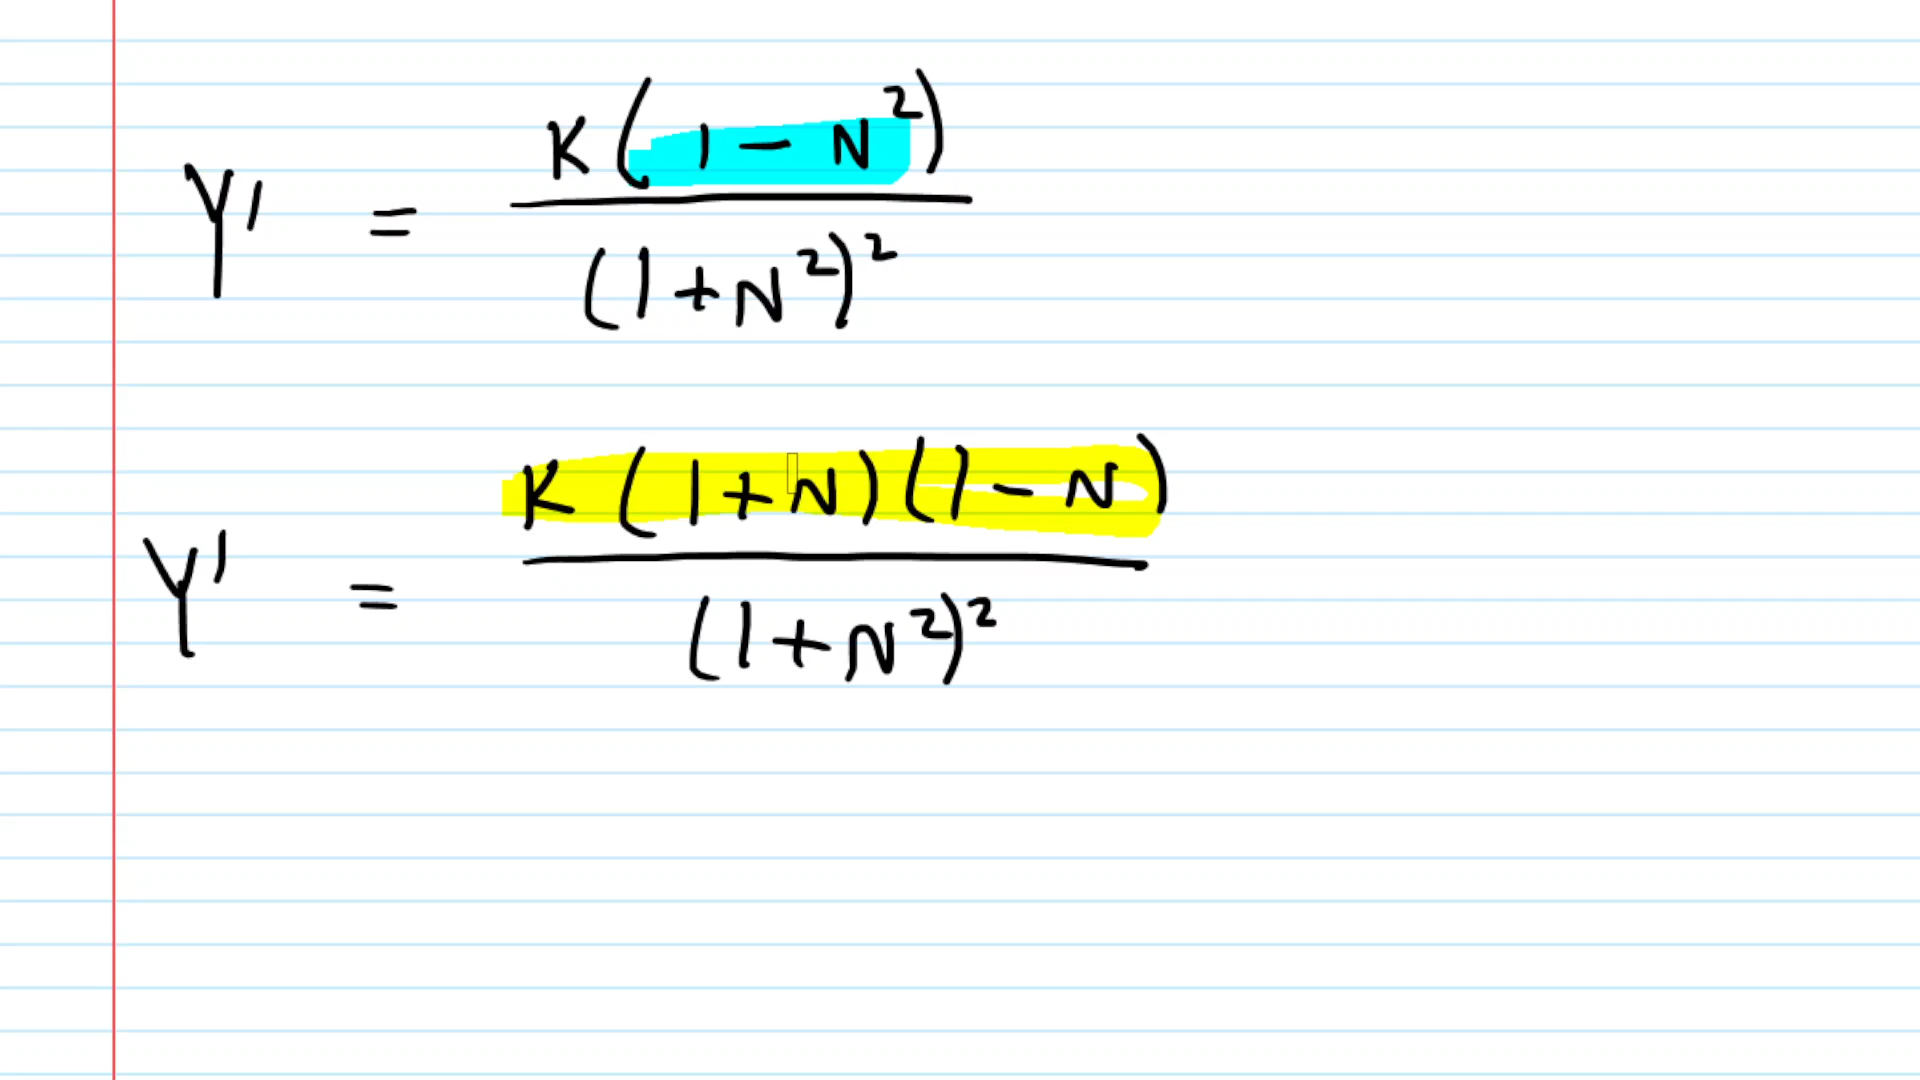 Y' = K(1-N²) / (1+N²)²
Y' = K(1+N)(1-N) / (1+N²)²